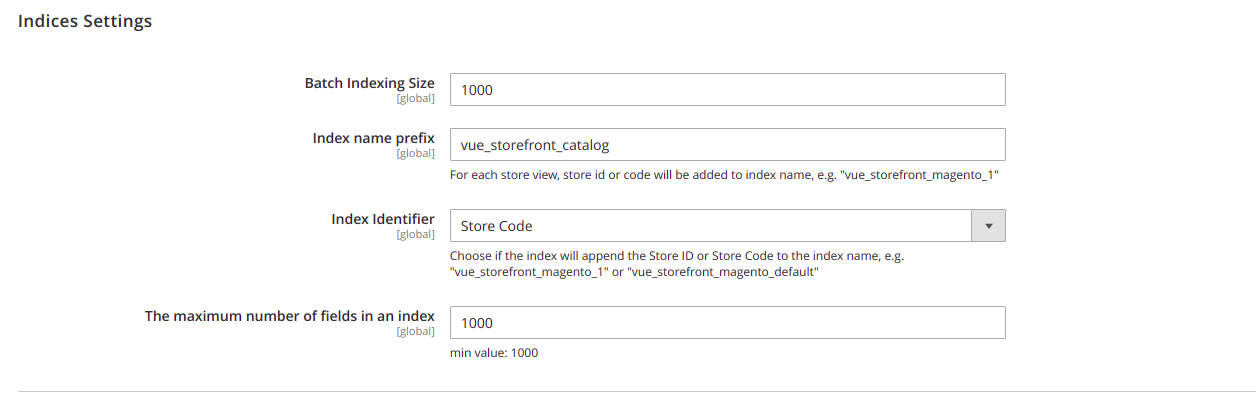 Indices Settings
Batch Indexing Size
[global]
1000
Index name prefix
[global]
vue_storefront_catalog
For each store view, store id or code will be added to index name, e.g. "vue_storefront_magento_1"
Index Identifier
[global]
Store Code
Choose if the index will append the Store ID or Store Code to the index name, e.g.
"vue_storefront_magento_1" or "vue_storefront_magento_default"
The maximum number of fields in an index
[global]
1000
min value: 1000